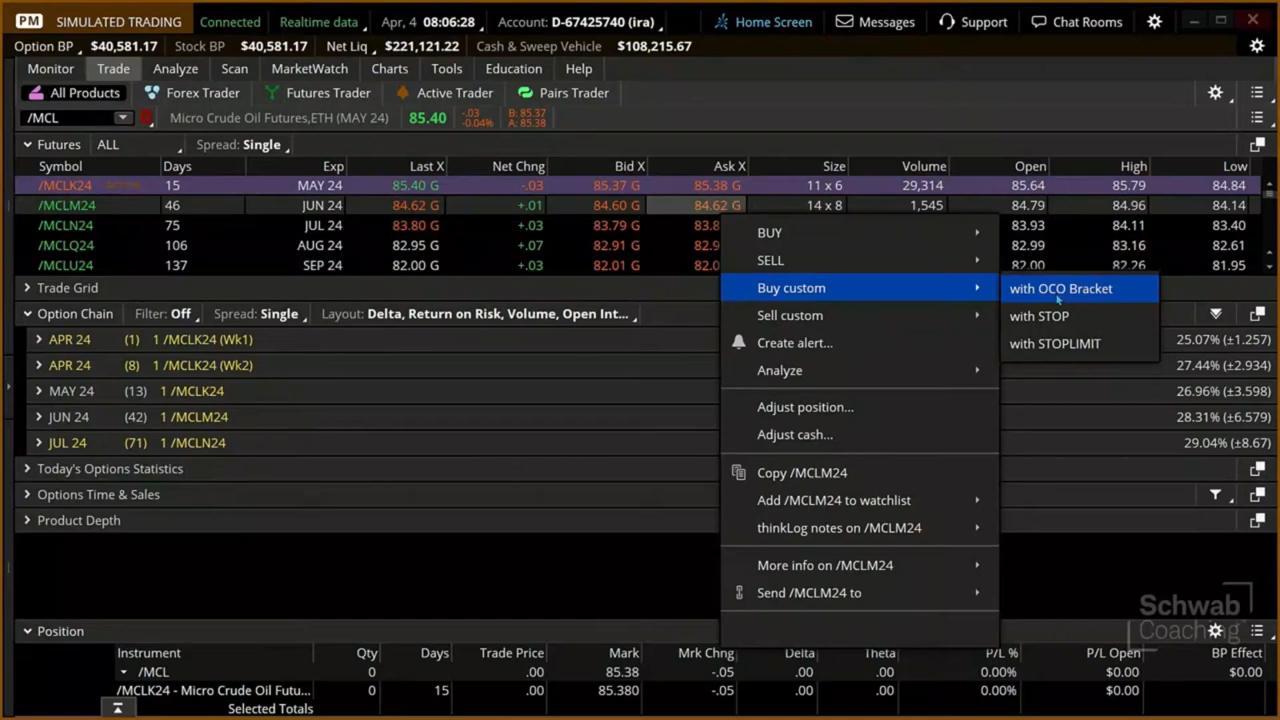 PM SIMULATED TRADING Connected Realtime data Apr, 4 08:06:28 Account: D-67425740 (ira) Home Screen Messages Support Chat Rooms
Option BP $40,581.17 Stock BP $40,581.17 Net Liq $221,121.22 Cash & Sweep Vehicle $108,215.67
Monitor Trade Analyze Scan MarketWatch Charts Tools Education Help
All Products Forex Trader Futures Trader Active Trader Pairs Trader
/MCL Micro Crude Oil Futures,ETH (MAY 24) 85.40 -.03 -0.04% B: 85.37 A: 85.38
Futures ALL Spread: Single
Symbol Days Exp Last X Net Chng Bid X Ask X Size Volume Open High Low
/MCLK24 15 MAY 24 85.40 G -.03 85.37 G 85.38 G 11 x 6 29,314 85.64 85.79 84.84
/MCLM24 46 JUN 24 84.62 G +.01 84.60 G 84.62 G 14 x 8 1,545 84.79 84.96 84.14
/MCLN24 75 JUL 24 83.80 G +.03 83.79 G 83.8 83.93 84.11 83.40
/MCLQ24 106 AUG 24 82.95 G +.07 82.91 G 82.9 82.99 83.16 82.61
/MCLU24 137 SEP 24 82.00 G +.03 82.01 G 82.0 82.00 82.26 81.95
BUY
SELL
Buy custom
with OCO Bracket
Sell custom
with STOP
Create alert...
with STOPLIMIT
Analyze
Adjust position...
Adjust cash...
Copy /MCLM24
Add /MCLM24 to watchlist
thinkLog notes on /MCLM24
More info on /MCLM24
Send /MCLM24 to
Trade Grid
Option Chain Filter: Off Spread: Single Layout: Delta, Return on Risk, Volume, Open Int...
APR 24 (1) 1 /MCLK24 (Wk1) 25.07% (±1.257)
APR 24 (8) 1 /MCLK24 (Wk2) 27.44% (±2.934)
MAY 24 (13) 1 /MCLK24 26.96% (±3.598)
JUN 24 (42) 1 /MCLM24 28.31% (±6.579)
JUL 24 (71) 1 /MCLN24 29.04% (±8.67)
Today's Options Statistics
Options Time & Sales
Product Depth
Schwab
Coaching
Position
Instrument Qty Days Trade Price Mark Mrk Chng Delta Theta P/L % P/L Open BP Effect
/MCL 0 .00 85.38 -.05 .00 .00 0.00% $0.00 $0.00
/MCLK24 - Micro Crude Oil Futu... 0 15 .00 85.380 -.05 .00 .00 0.00% $0.00
Selected Totals